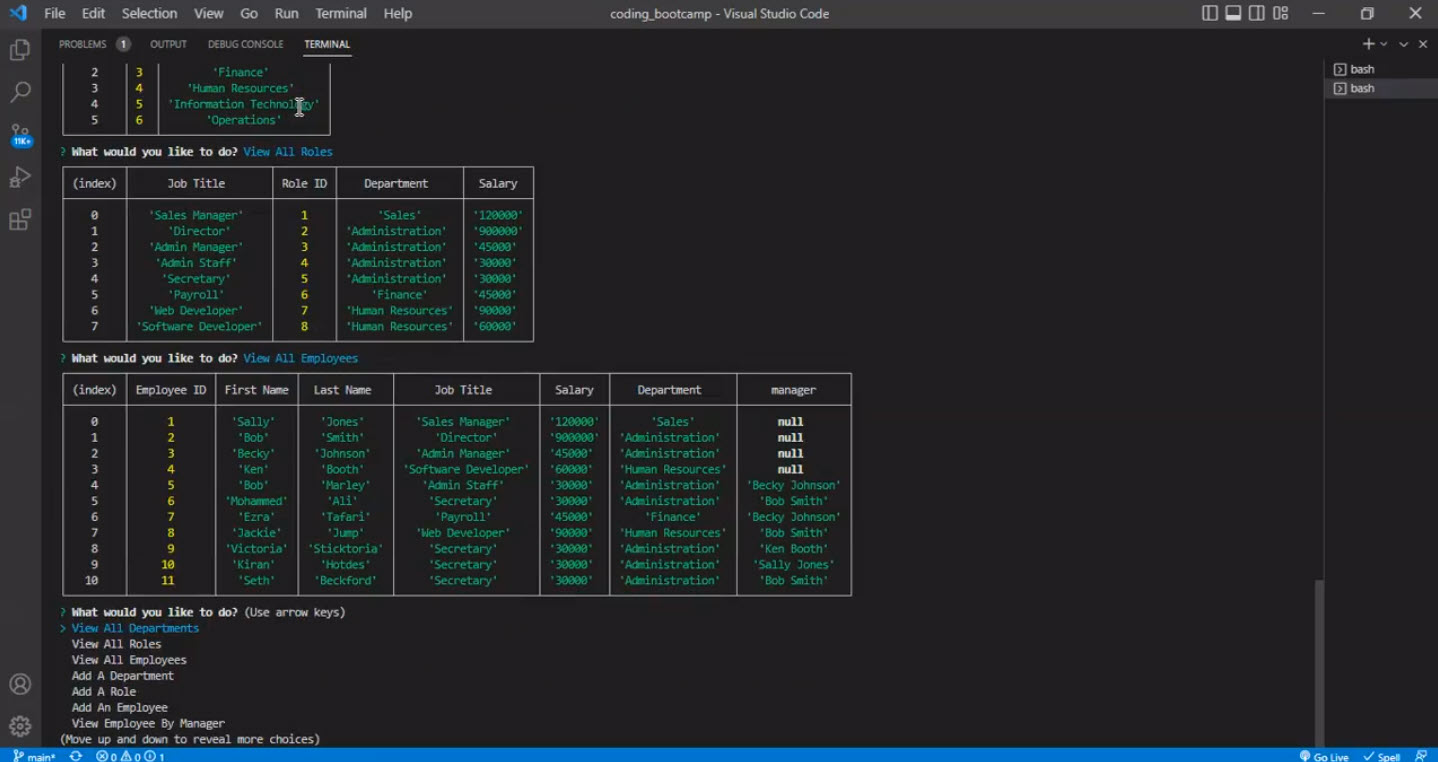 File Edit Selection View Go Run Terminal Help coding_bootcamp - Visual Studio Code
PROBLEMS 1 OUTPUT DEBUG CONSOLE TERMINAL
bash
bash
11K+
2 3 'Finance'
3 4 'Human Resources'
4 5 'Information Technology'
5 6 'Operations'
? What would you like to do? View All Roles
(index) Job Title Role ID Department Salary
0 'Sales Manager' 1 'Sales' '120000'
1 'Director' 2 'Administration' '900000'
2 'Admin Manager' 3 'Administration' '45000'
3 'Admin Staff' 4 'Administration' '30000'
4 'Secretary' 5 'Administration' '30000'
5 'Payroll' 6 'Finance' '45000'
6 'Web Developer' 7 'Human Resources' '90000'
7 'Software Developer' 8 'Human Resources' '60000'
? What would you like to do? View All Employees
(index) Employee ID First Name Last Name Job Title Salary Department manager
0 1 'Sally' 'Jones' 'Sales Manager' '120000' 'Sales' null
1 2 'Bob' 'Smith' 'Director' '900000' 'Administration' null
2 3 'Becky' 'Johnson' 'Admin Manager' '45000' 'Administration' null
3 4 'Ken' 'Booth' 'Software Developer' '60000' 'Human Resources' null
4 5 'Bob' 'Marley' 'Admin Staff' '30000' 'Administration' 'Becky Johnson'
5 6 'Mohammed' 'Ali' 'Secretary' '30000' 'Administration' 'Bob Smith'
6 7 'Ezra' 'Tafari' 'Payroll' '45000' 'Finance' 'Becky Johnson'
7 8 'Jackie' 'Jump' 'Web Developer' '90000' 'Human Resources' 'Bob Smith'
8 9 'Victoria' 'Sticktoria' 'Secretary' '30000' 'Administration' 'Ken Booth'
9 10 'Kiran' 'Hotdes' 'Secretary' '30000' 'Administration' 'Sally Jones'
10 11 'Seth' 'Beckford' 'Secretary' '30000' 'Administration' 'Bob Smith'
? What would you like to do? (Use arrow keys)
> View All Departments
View All Roles
View All Employees
Add A Department
Add A Role
Add An Employee
View Employee By Manager
(Move up and down to reveal more choices)
main* 0 0 1 Go Live Spell